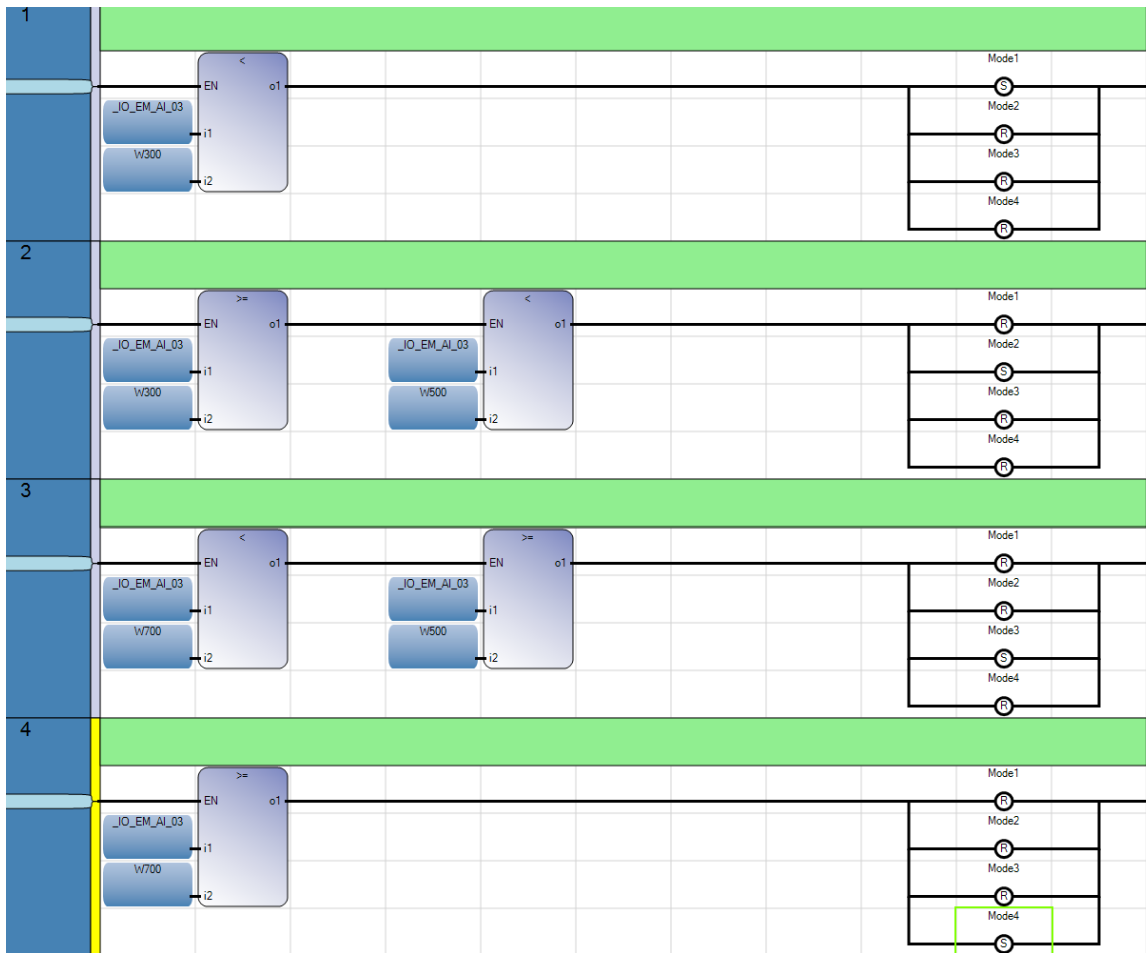 1
<
Mode1
EN o1
S
_IO_EM_AI_03
Mode2
i1
R
W300
Mode3
i2
R
Mode4
R
2
>=
<
Mode1
EN o1
EN o1
R
_IO_EM_AI_03
_IO_EM_AI_03
Mode2
i1
i1
S
W300
W500
Mode3
i2
i2
R
Mode4
R
3
<
>=
Mode1
EN o1
EN o1
R
_IO_EM_AI_03
_IO_EM_AI_03
Mode2
i1
i1
R
W700
W500
Mode3
i2
i2
S
Mode4
R
4
>=
Mode1
EN o1
R
_IO_EM_AI_03
Mode2
i1
R
W700
Mode3
i2
R
Mode4
S